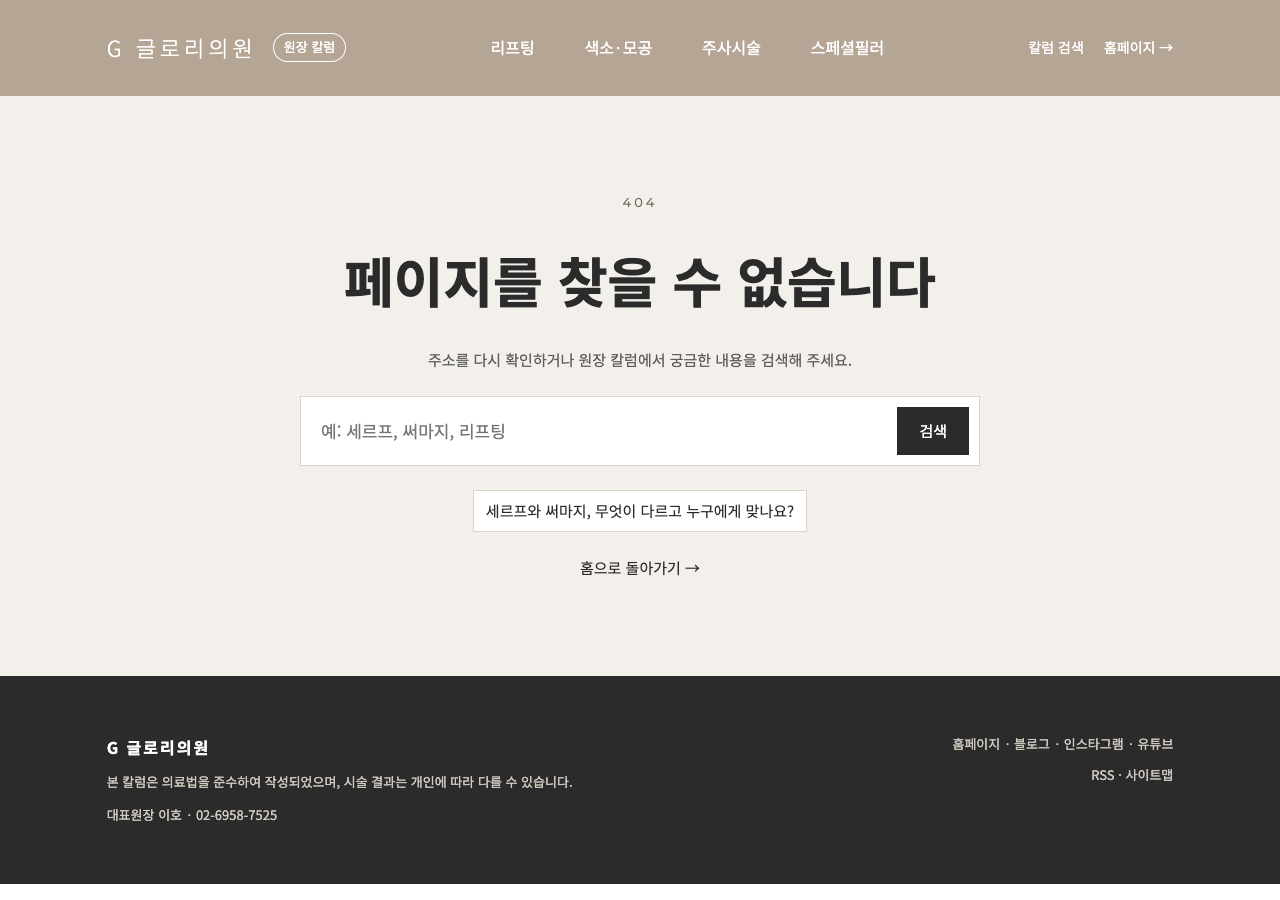 G 글로리의원 원장 칼럼 리프팅 색소·모공 주사시술 스페셜필러 칼럼 검색 홈페이지 →
404
페이지를 찾을 수 없습니다
주소를 다시 확인하거나 원장 칼럼에서 궁금한 내용을 검색해 주세요.
예: 세르프, 써마지, 리프팅 검색
세르프와 써마지, 무엇이 다르고 누구에게 맞나요?
홈으로 돌아가기 →
G 글로리의원
본 칼럼은 의료법을 준수하여 작성되었으며, 시술 결과는 개인에 따라 다를 수 있습니다.
대표원장 이호 · 02-6958-7525
홈페이지 · 블로그 · 인스타그램 · 유튜브
RSS · 사이트맵